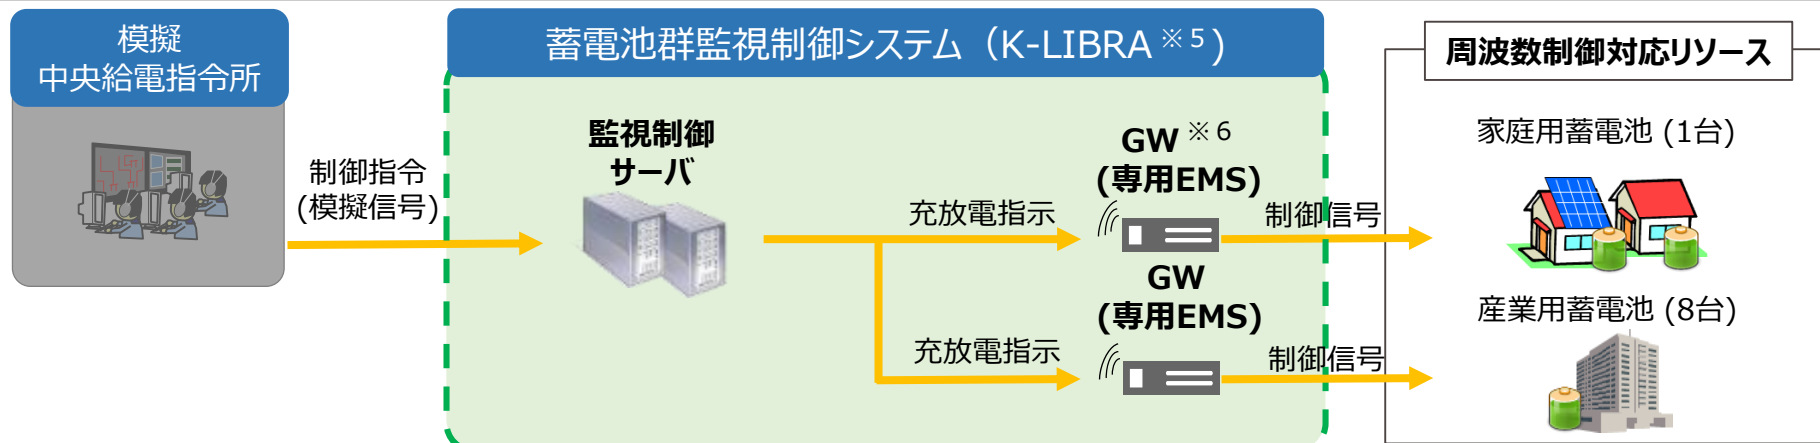 模擬
中央給電指令所
制御指令
(模擬信号)
蓄電池群監視制御システム（K-LIBRA※5）
監視制御
サーバ
充放電指示
GW※6
(専用EMS)
制御信号
充放電指示
GW
(専用EMS)
制御信号
周波数制御対応リソース
家庭用蓄電池 (1台)
産業用蓄電池 (8台)